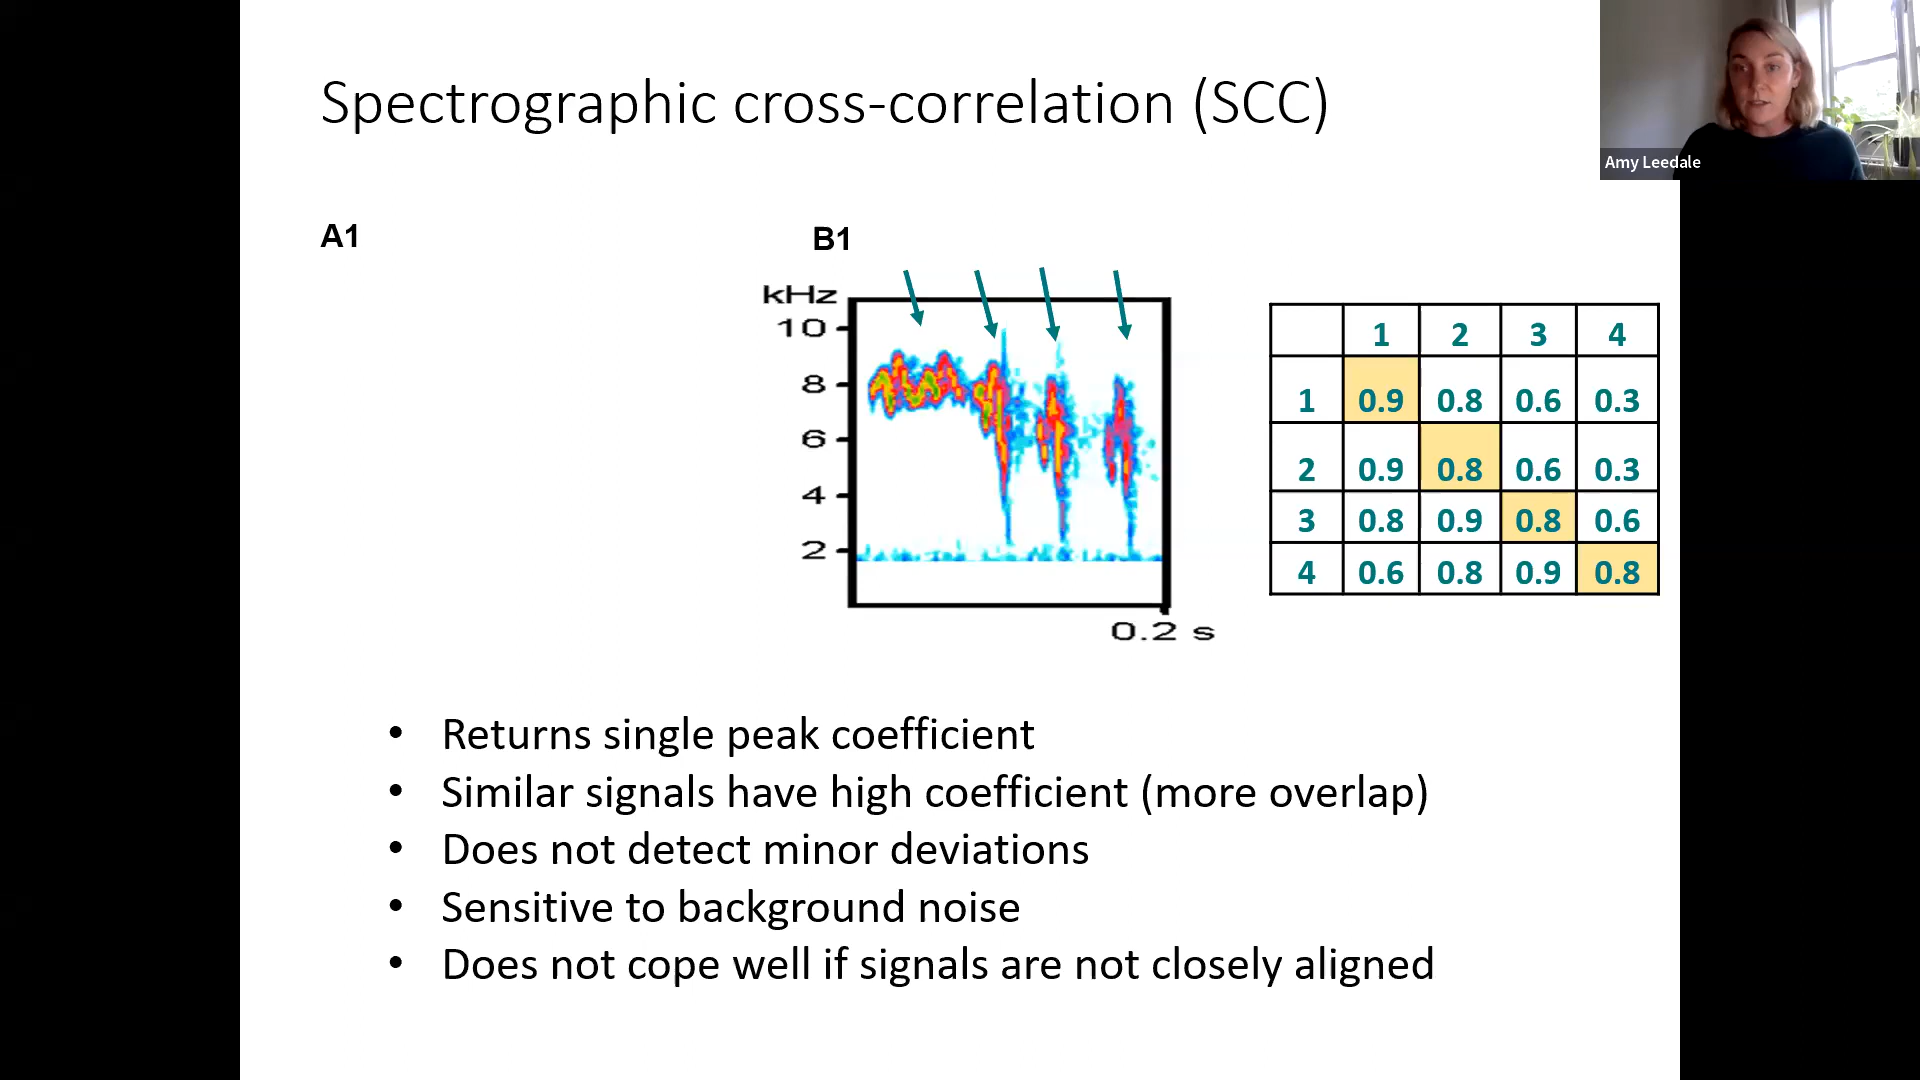 Spectrographic cross-correlation (SCC)
Amy Leedale
A1
B1
kHz
10
8
6
4
2
0.2 s
1 2 3 4
1 0.9 0.8 0.6 0.3
2 0.9 0.8 0.6 0.3
3 0.8 0.9 0.8 0.6
4 0.6 0.8 0.9 0.8
• Returns single peak coefficient
• Similar signals have high coefficient (more overlap)
• Does not detect minor deviations
• Sensitive to background noise
• Does not cope well if signals are not closely aligned